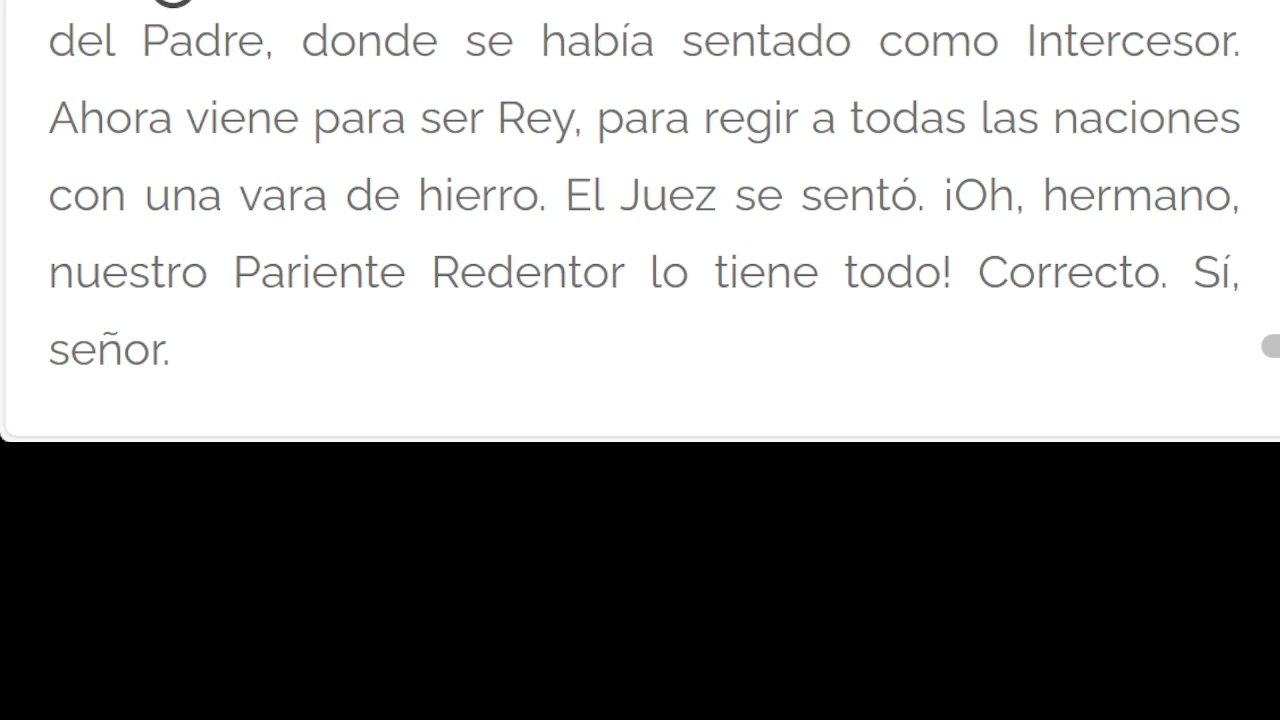 del Padre, donde se había sentado como Intercesor.
Ahora viene para ser Rey, para regir a todas las naciones
con una vara de hierro. El Juez se sentó. ¡Oh, hermano,
nuestro Pariente Redentor lo tiene todo! Correcto. Sí,
señor.